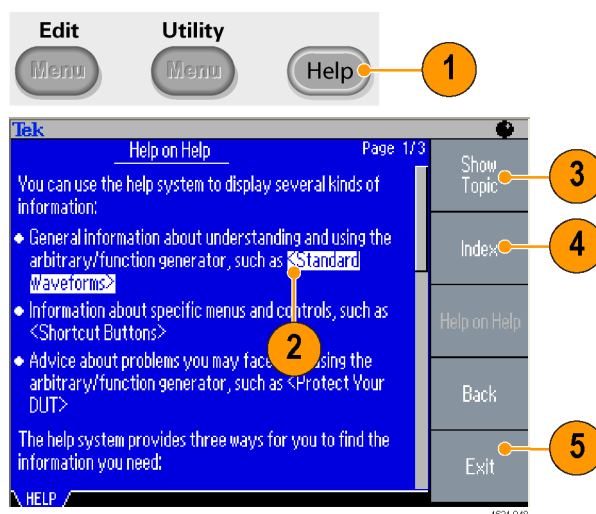 Edit Utility
Menu Menu Help 1
Tek
Help on Help Page 1/3
You can use the help system to display several kinds of
information:
● General information about understanding and using the
arbitrary/function generator, such as <Standard
Waveforms>
● Information about specific menus and controls, such as
<Shortcut Buttons>
2
● Advice about problems you may face using the
arbitrary/function generator, such as <Protect Your
DUT>
The help system provides three ways for you to find the
information you need:
HELP
Show
Topic 3
Index 4
Help on Help
Back
Exit 5